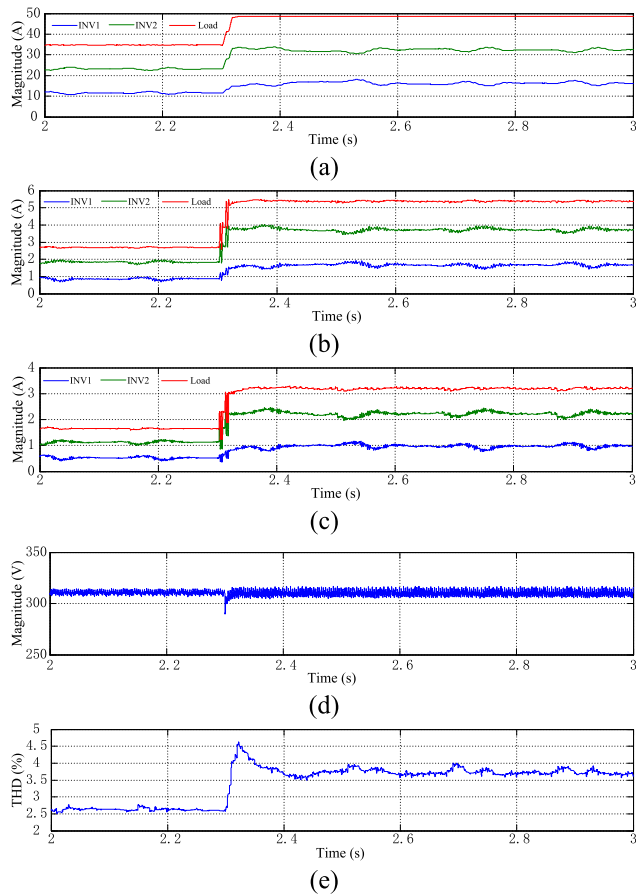 50
40
30
20
10
0
Magnitude (A)
INV1 INV2 Load
2 2.2 2.4 2.6 2.8 3
Time (s)
(a)
6
5
4
3
2
1
0
Magnitude (A)
INV1 INV2 Load
2 2.2 2.4 2.6 2.8 3
Time (s)
(b)
4
3
2
1
0
Magnitude (A)
INV1 INV2 Load
2 2.2 2.4 2.6 2.8 3
Time (s)
(c)
350
300
250
Magnitude (V)
2 2.2 2.4 2.6 2.8 3
Time (s)
(d)
5
4.5
4
3.5
3
2.5
2
THD (%)
2 2.2 2.4 2.6 2.8 3
Time (s)
(e)